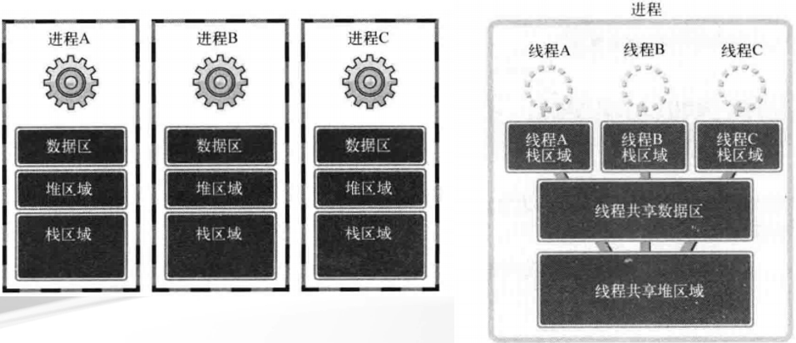 进程A
进程B
进程C
数据区
数据区
数据区
堆区域
堆区域
堆区域
栈区域
栈区域
栈区域
进程
线程A
线程B
线程C
线程A
栈区域
线程B
栈区域
线程C
栈区域
线程共享数据区
线程共享堆区域